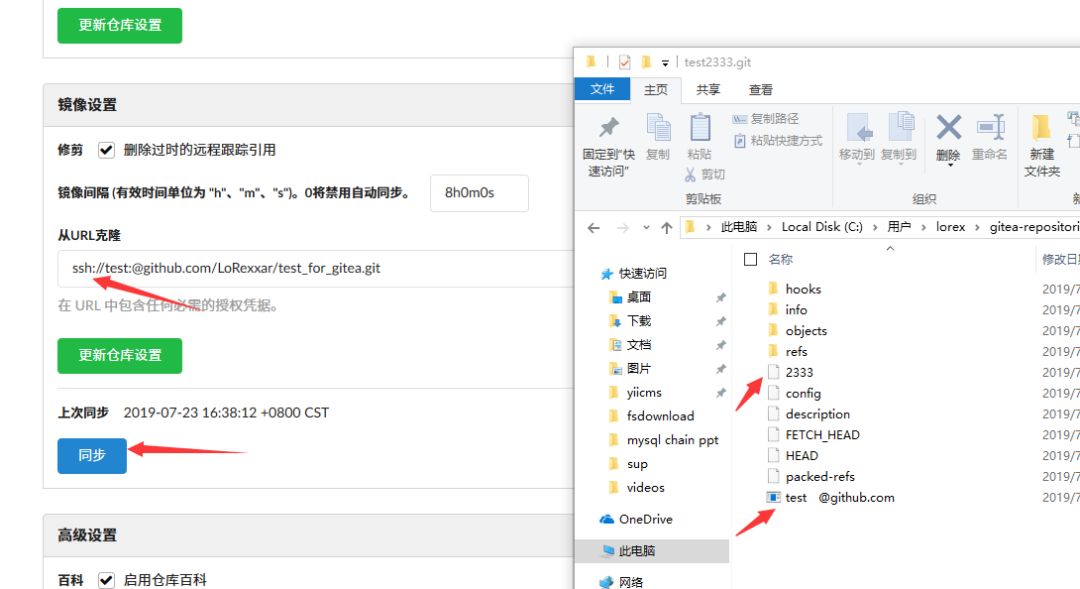 更新仓库设置
镜像设置
修剪 删除过时的远程跟踪引用
镜像间隔 (有效时间单位为 "h"、"m"、"s")。0将禁用自动同步。 8h0m0s
从URL克隆
ssh://test:@github.com/LoRexxar/test_for_gitea.git
在 URL 中包含任何必需的授权凭据。
更新仓库设置
上次同步 2019-07-23 16:38:12 +0800 CST
同步
高级设置
百科 启用仓库百科
test2333.git
文件 主页 共享 查看
固定到"快速访问"
复制
粘贴
复制路径
粘贴快捷方式
剪切
移动到
复制到
删除
重命名
新建
文件夹
剪贴板
组织
新
此电脑 Local Disk (C:) 用户 lorex gitea-repositori
快速访问
桌面
下载
文档
图片
yiicms
fsdownload
mysql chain ppt
sup
videos
OneDrive
此电脑
网络
名称 修改日
hooks 2019/7
info 2019/7
objects 2019/7
refs 2019/7
2333 2019/7
config 2019/7
description 2019/7
FETCH_HEAD 2019/7
HEAD 2019/7
packed-refs 2019/7
test @github.com 2019/7